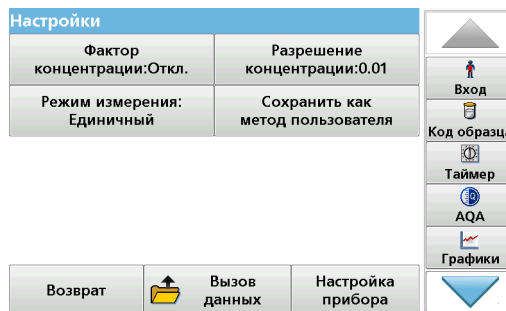 Настройки
Фактор
концентрации:Откл.
Разрешение
концентрации:0.01
Режим измерения:
Единичный
Сохранить как
метод пользователя
Возврат
Вызов
данных
Настройка
прибора
Вход
Код образца
Таймер
AQA
Графики